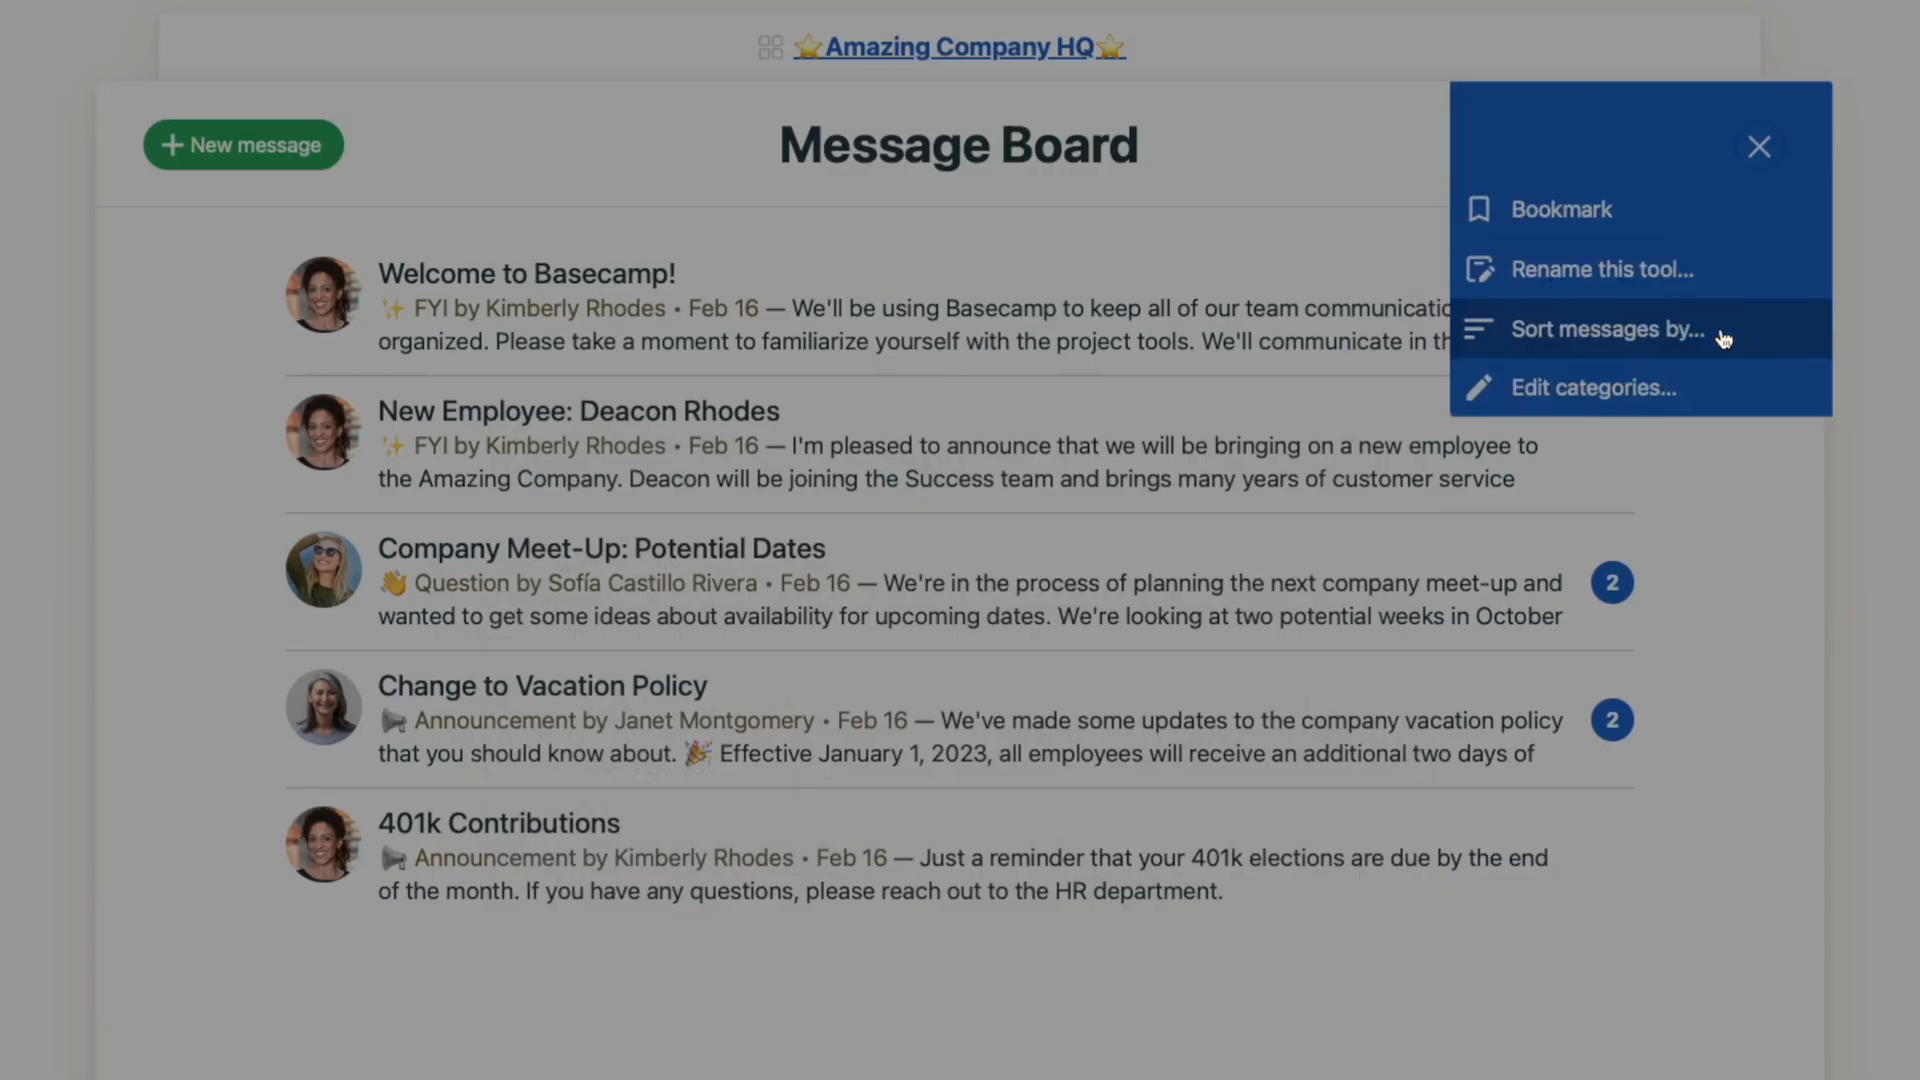 ⭐Amazing Company HQ⭐
+ New message
Message Board
Bookmark
Rename this tool...
Sort messages by...
Edit categories...
Welcome to Basecamp!
✨ FYI by Kimberly Rhodes • Feb 16 — We'll be using Basecamp to keep all of our team
organized. Please take a moment to familiarize yourself with the project tools. We'll communicate in
New Employee: Deacon Rhodes
✨ FYI by Kimberly Rhodes • Feb 16 — I'm pleased to announce that we will be bringing on a new employee to
the Amazing Company. Deacon will be joining the Success team and brings many years of customer service
Company Meet-Up: Potential Dates
👋 Question by Sofía Castillo Rivera • Feb 16 — We're in the process of planning the next company meet-up and
wanted to get some ideas about availability for upcoming dates. We're looking at two potential weeks in October
2
Change to Vacation Policy
📢 Announcement by Janet Montgomery • Feb 16 — We've made some updates to the company vacation policy
that you should know about. 🎉 Effective January 1, 2023, all employees will receive an additional two days of
2
401k Contributions
📢 Announcement by Kimberly Rhodes • Feb 16 — Just a reminder that your 401k elections are due by the end
of the month. If you have any questions, please reach out to the HR department.